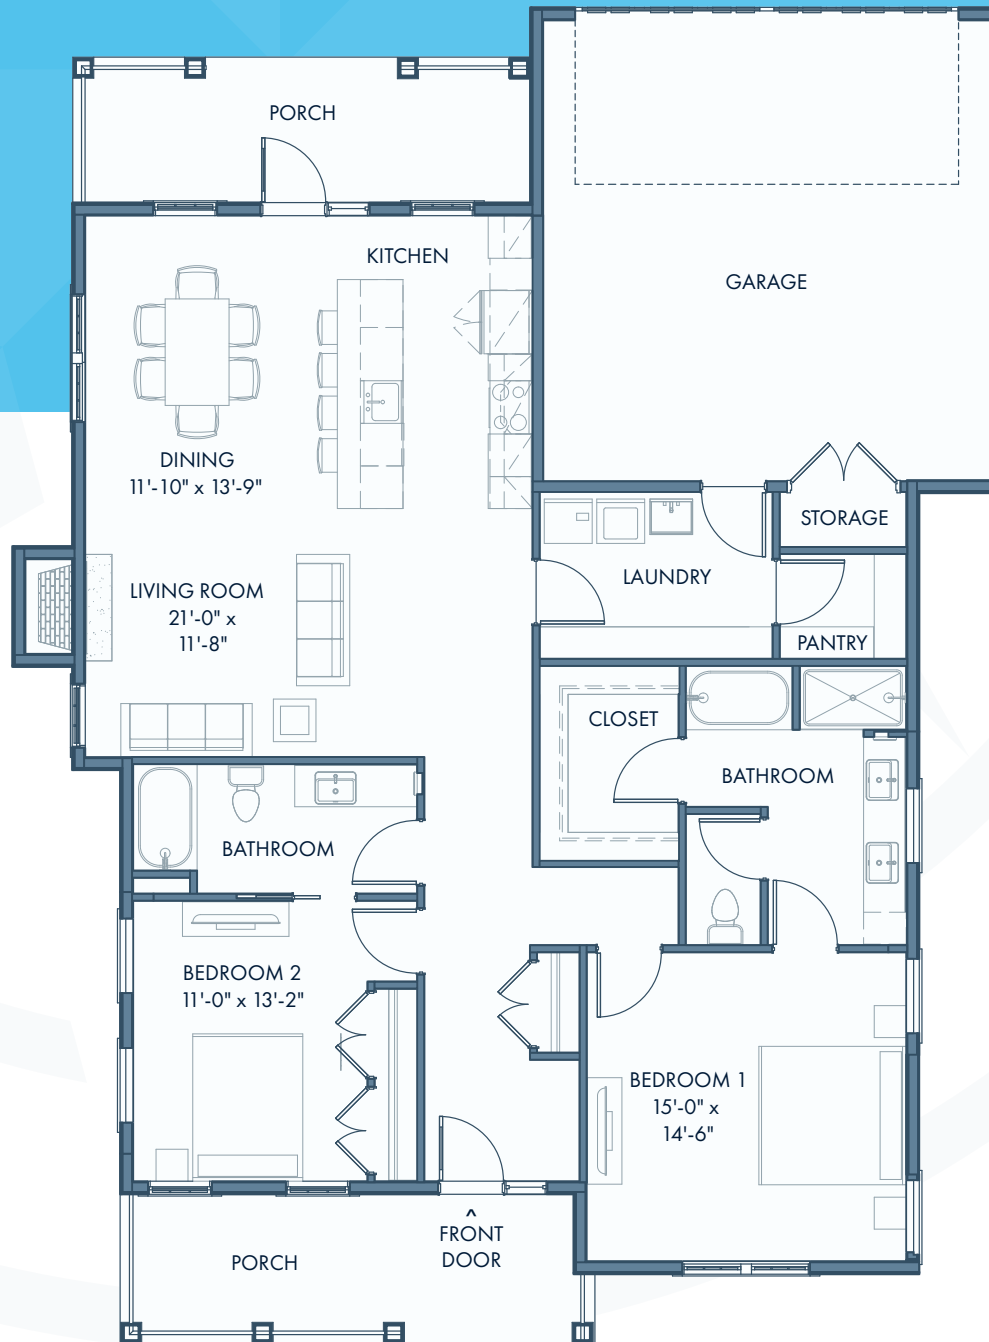 PORCH
KITCHEN
GARAGE
DINING
11'-10" x 13'-9"
STORAGE
LIVING ROOM
21'-0" x
11'-8"
LAUNDRY
PANTRY
CLOSET
BATHROOM
BATHROOM
BEDROOM 2
11'-0" x 13'-2"
BEDROOM 1
15'-0" x
14'-6"
^
FRONT
DOOR
PORCH